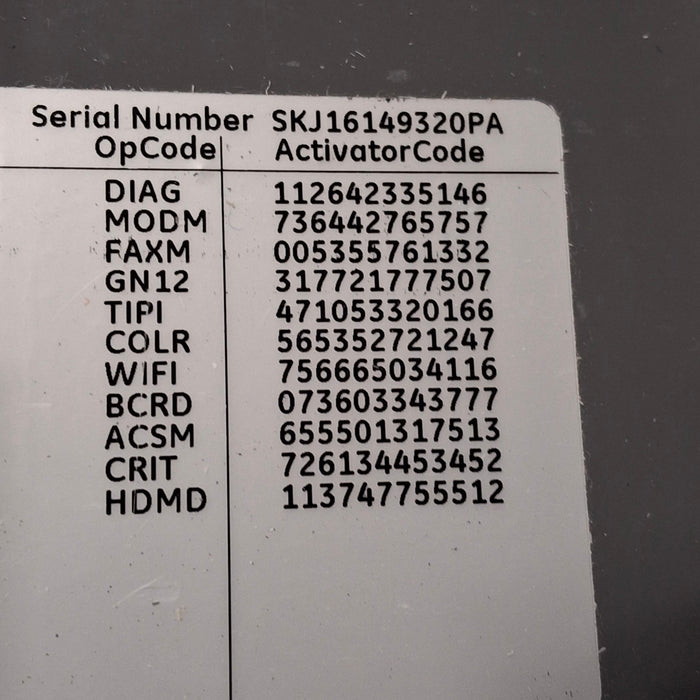 Serial Number SKJ16149320PA
OpCode ActivatorCode
DIAG 112642335146
MODM 736442765757
FAXM 005355761332
GN12 317721777507
TIPI 471053320166
COLR 565352721247
WIFI 756665034116
BCRD 073603343777
ACSM 655501317513
CRIT 726134453452
HDMD 113747755512